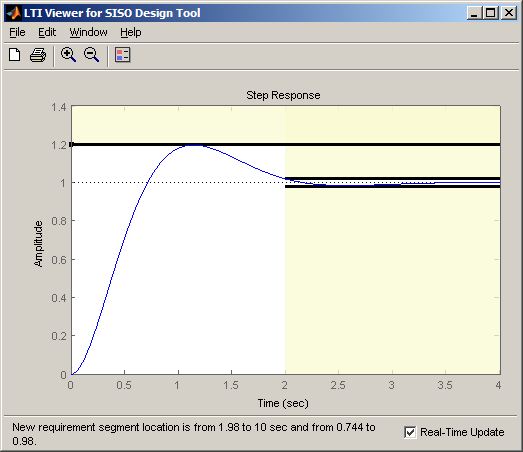 LTI Viewer for SISO Design Tool
File Edit Window Help
Step Response
1.4
1.2
1
0.8
0.6
0.4
0.2
0
Amplitude
0 0.5 1 1.5 2 2.5 3 3.5 4
Time (sec)
New requirement segment location is from 1.98 to 10 sec and from 0.744 to
0.98.
Real-Time Update